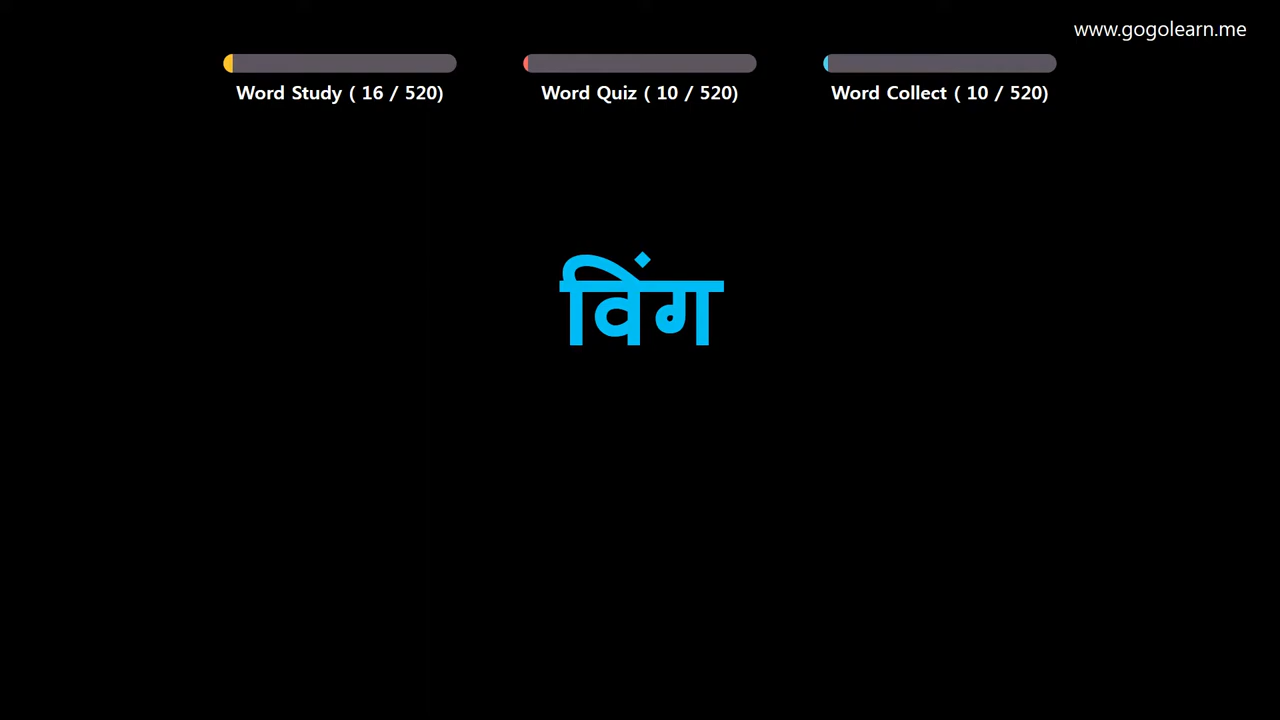 www.gogolearn.me
Word Study ( 16 / 520)
Word Quiz ( 10 / 520)
Word Collect ( 10 / 520)
विंग